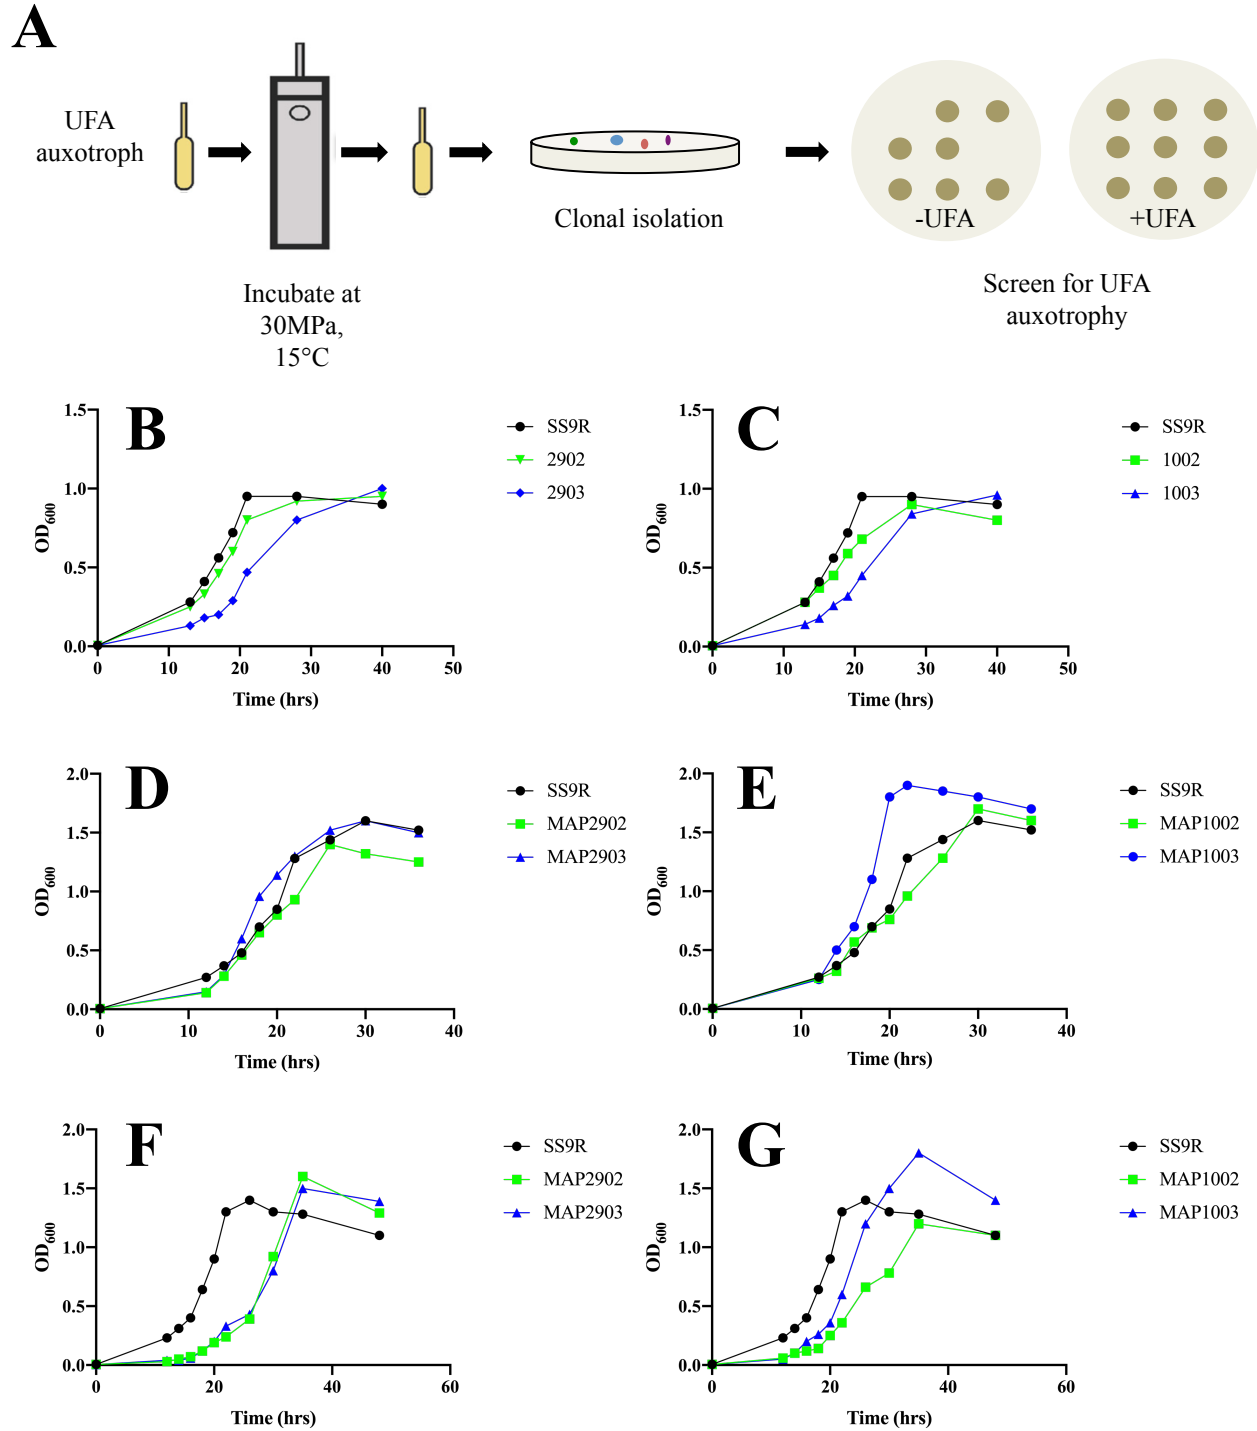 A
UFA
auxotroph
Incubate at
30MPa,
15°C
Clonal isolation
-UFA
+UFA
Screen for UFA
auxotrophy
B
1.5
1.0
0.5
0.0
OD600
0 10 20 30 40 50
Time (hrs)
SS9R
2902
2903
C
1.5
1.0
0.5
0.0
OD600
0 10 20 30 40 50
Time (hrs)
SS9R
1002
1003
D
2.0
1.5
1.0
0.5
0.0
OD600
0 10 20 30 40
Time (hrs)
SS9R
MAP2902
MAP2903
E
2.0
1.5
1.0
0.5
0.0
OD600
0 10 20 30 40
Time (hrs)
SS9R
MAP1002
MAP1003
F
2.0
1.5
1.0
0.5
0.0
OD600
0 20 40 60
Time (hrs)
SS9R
MAP2902
MAP2903
G
2.0
1.5
1.0
0.5
0.0
OD600
0 20 40 60
Time (hrs)
SS9R
MAP1002
MAP1003